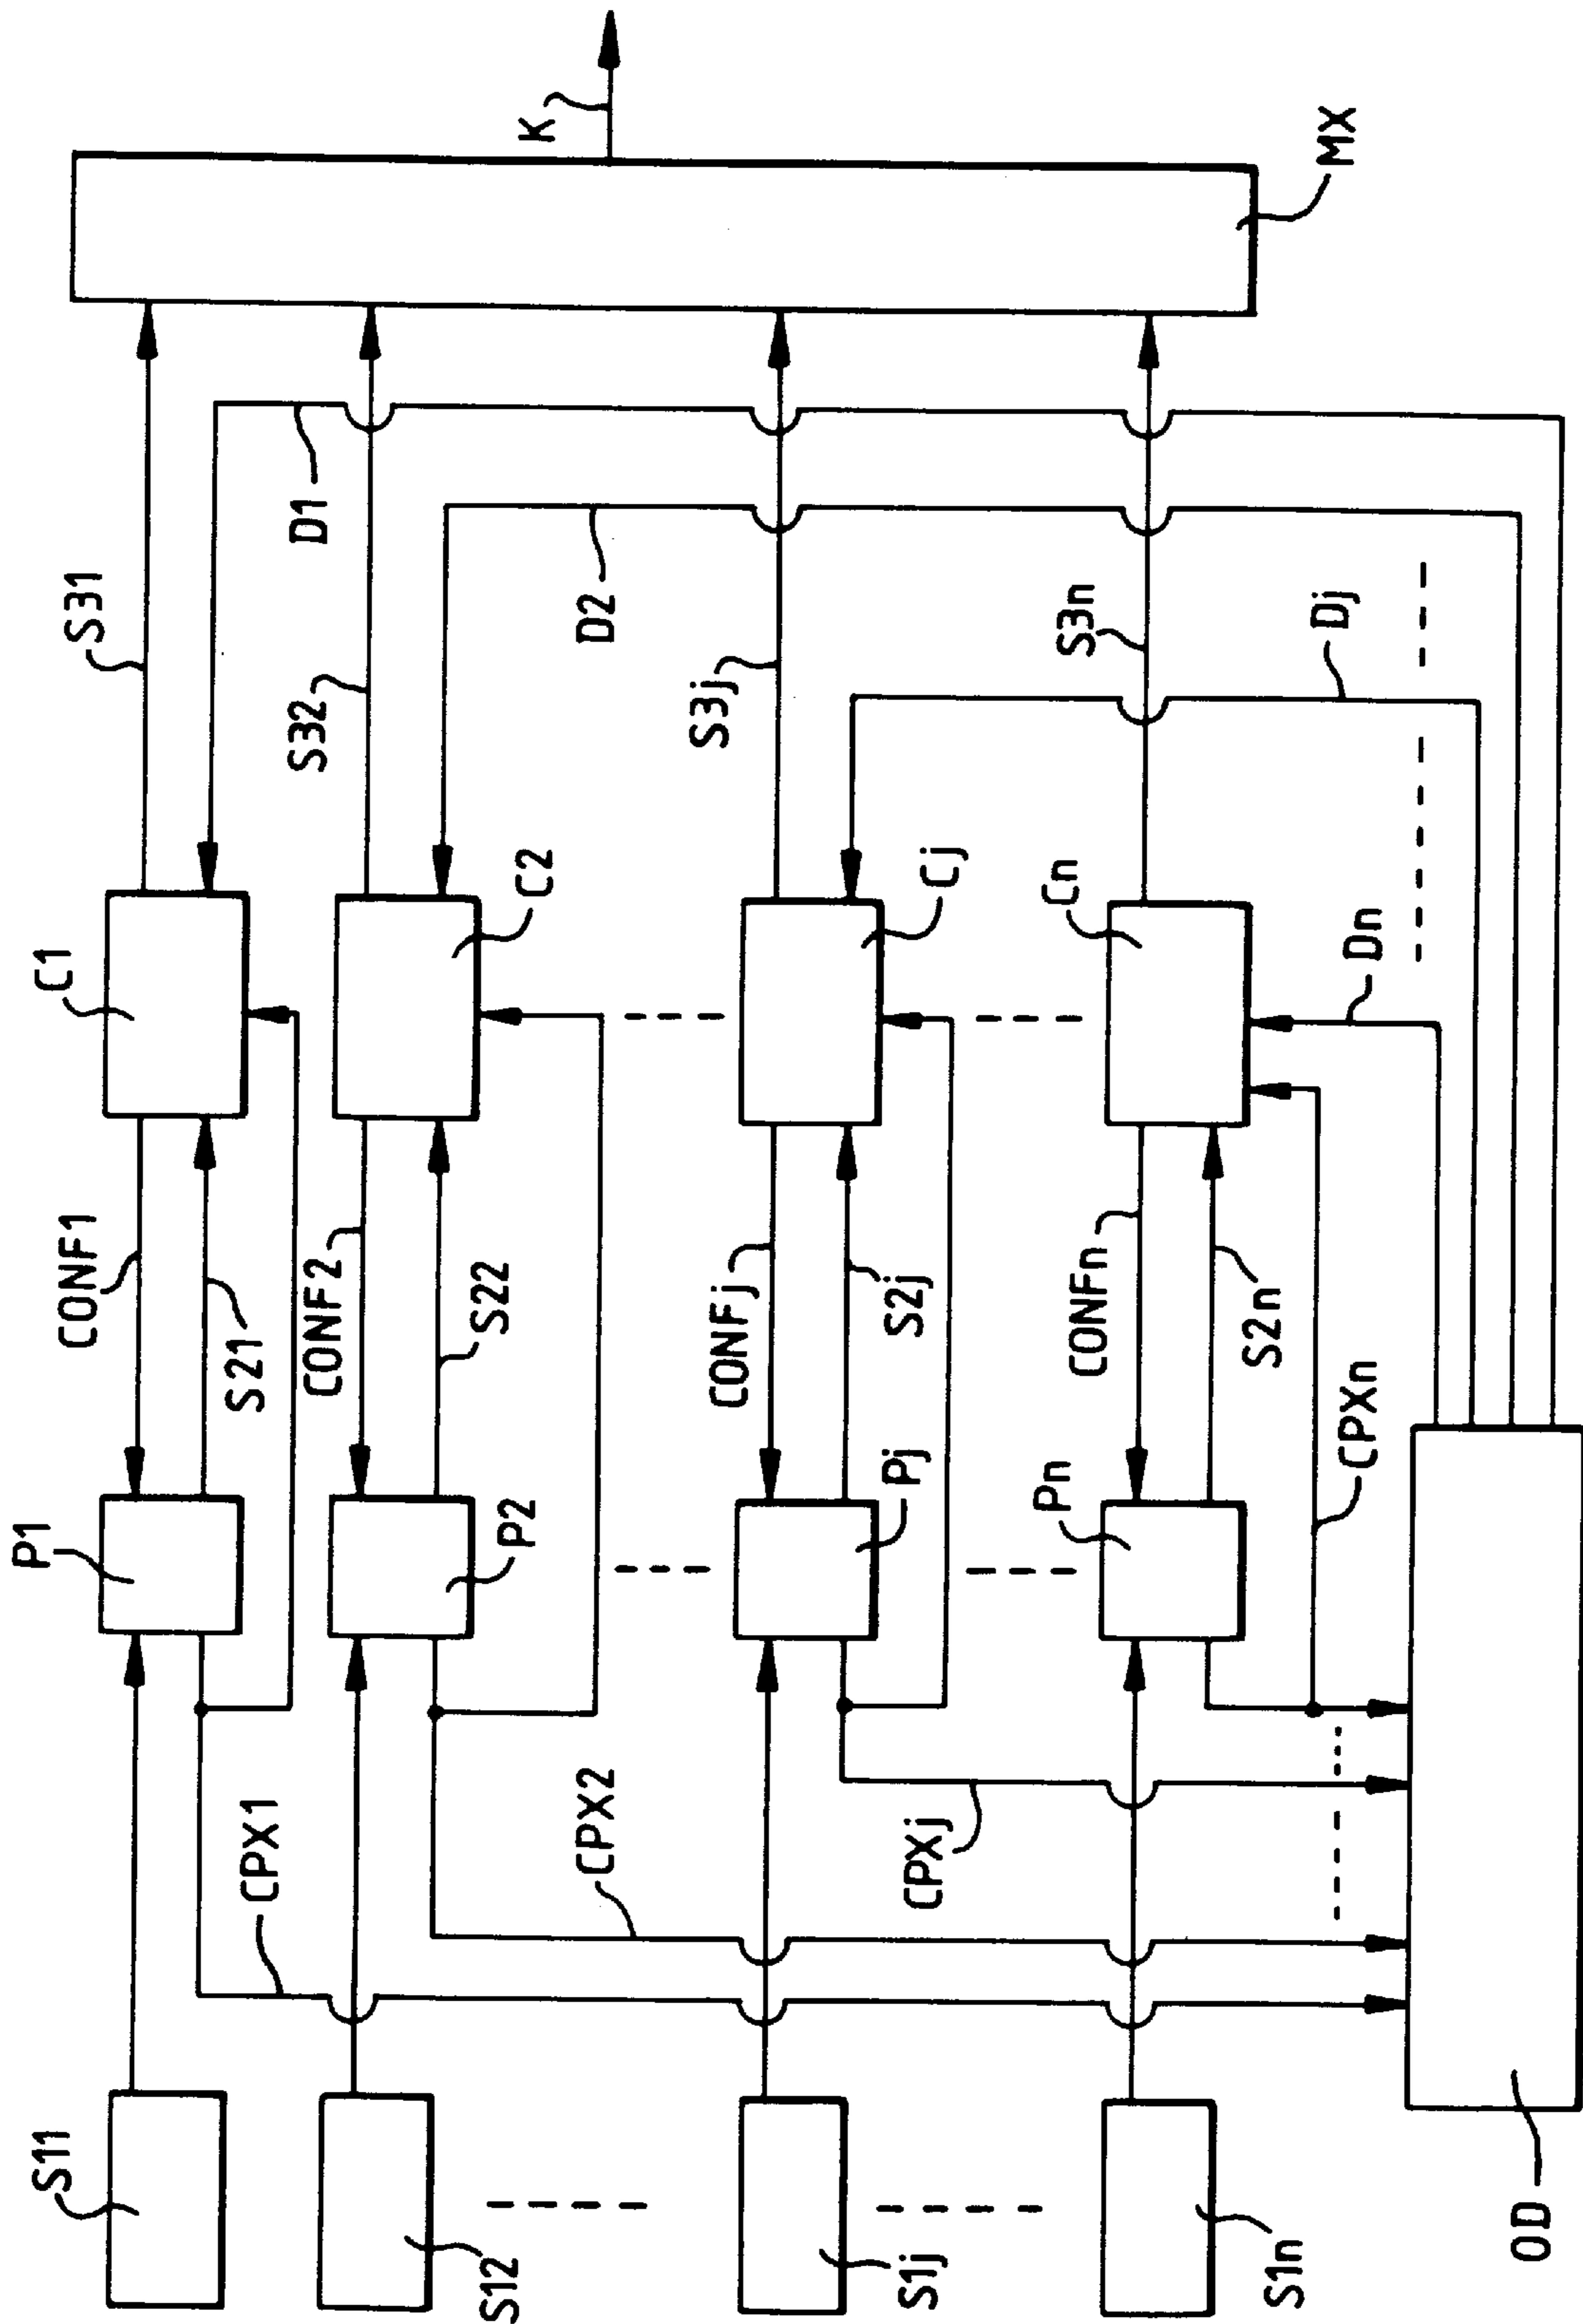 S11
P1
C1
S31
CONF1
S21
CPX1
D1
K
S12
P2
C2
S32
CONF2
S22
CPX2
D2
S1j
Pj
Cj
S3j
CONFj
S2j
CPXj
Dj
S1n
Pn
Cn
S3n
CONFn
S2n
CPXn
Dn
MX
OD